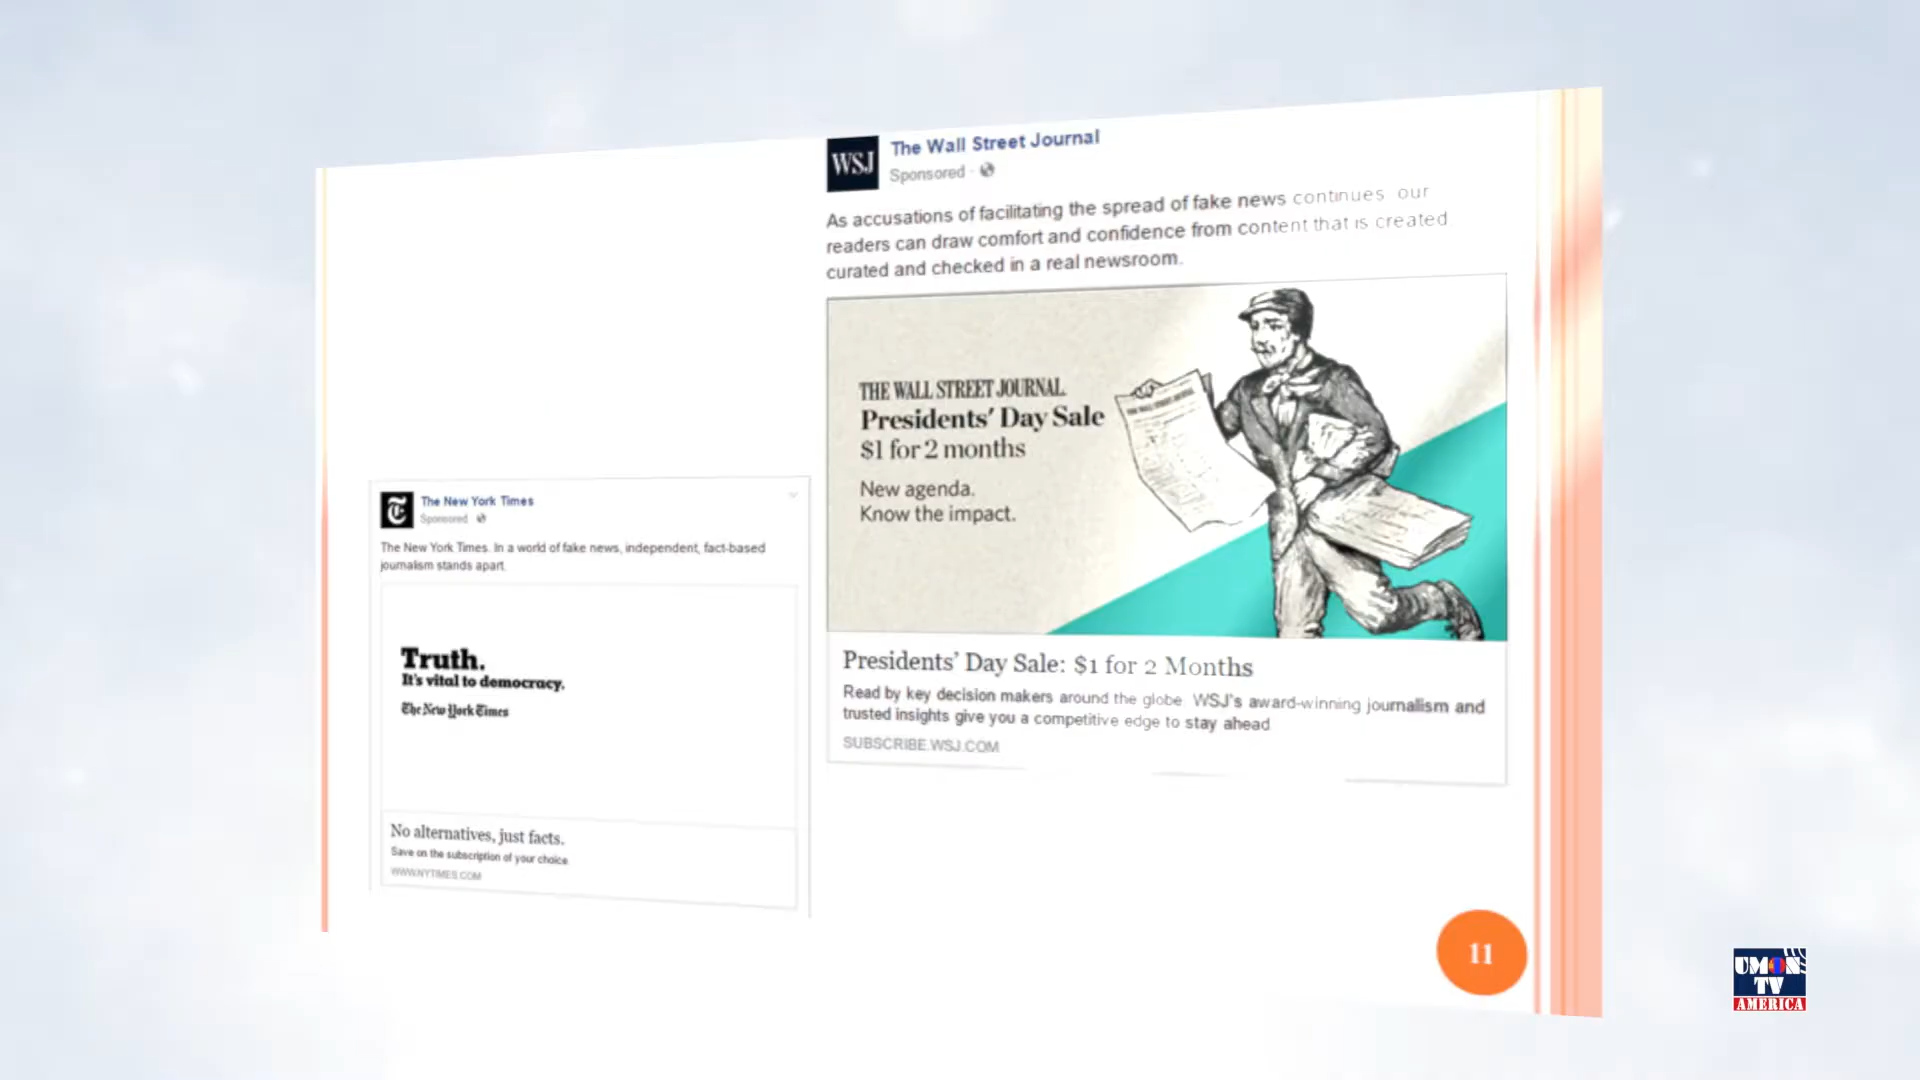 WSJ
The Wall Street Journal
Sponsored ·
As accusations of facilitating the spread of fake news continues our
readers can draw comfort and confidence from content that is created
curated and checked in a real newsroom.
THE WALL STREET JOURNAL.
Presidents' Day Sale
$1 for 2 months
New agenda.
Know the impact.
Presidents' Day Sale: $1 for 2 Months
Read by key decision makers around the globe. WSJ's award-winning journalism and
trusted insights give you a competitive edge to stay ahead
SUBSCRIBE.WSJ.COM
The New York Times
Sponsored
The New York Times. In a world of fake news, independent, fact-based
journalism stands apart.
Truth.
It's vital to democracy.
The New York Times
No alternatives, just facts.
Save on the subscription of your choice
WWW.NYTIMES.COM
11
UMON
TV
AMERICA